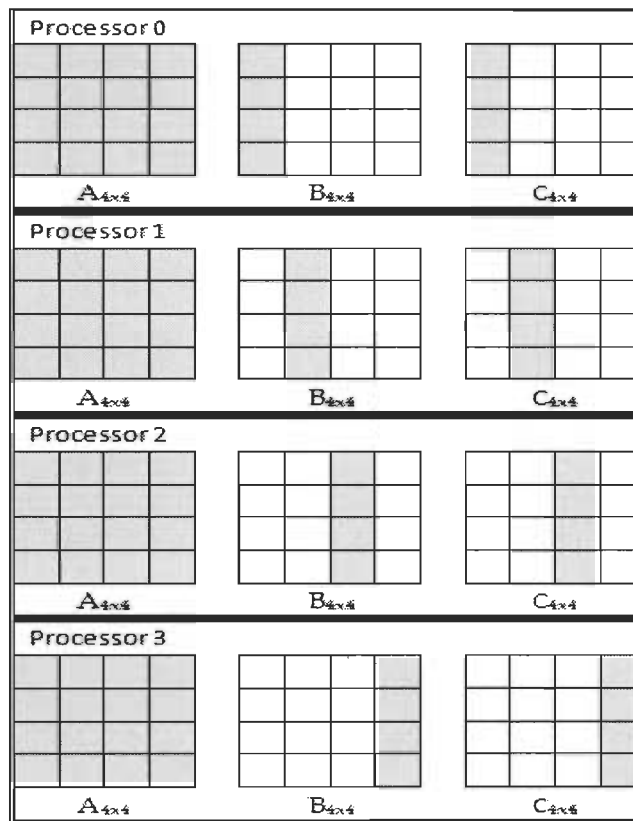 Processor 0
A4x4 B4x4 C4x4
Processor 1
A4x4 B4x4 C4x4
Processor 2
A4x4 B4x4 C4x4
Processor 3
A4x4 B4x4 C4x4